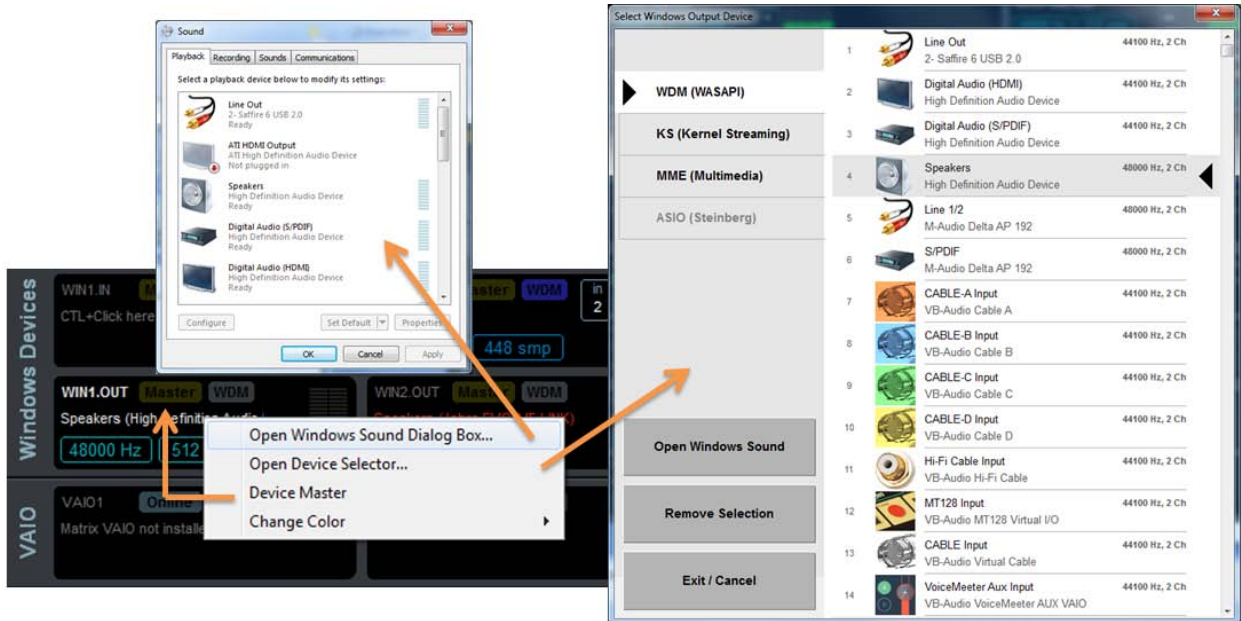 Sound
Playback Recording Sounds Communications
Select a playback device below to modify its settings:
Line Out
2- Saffire 6 USB 2.0
Ready
ATI HDMI Output
ATI High Definition Audio Device
Not plugged in
Speakers
High Definition Audio Device
Ready
Digital Audio (S/PDIF)
High Definition Audio Device
Ready
Digital Audio (HDMI)
High Definition Audio Device
Ready
Configure Set Default Properties
OK Cancel Apply
Windows Devices
WIN1.IN
CTL+Click here
WDM
in
2
448 smp
WIN1.OUT Master WDM
Speakers (High Definition Audio
48000 Hz 512
WIN2.OUT Master WDM
VAIO
VAIO1 Online
Matrix VAIO not installe
Open Windows Sound Dialog Box...
Open Device Selector...
Device Master
Change Color
Select Windows Output Device
WDM (WASAPI)
KS (Kernel Streaming)
MME (Multimedia)
ASIO (Steinberg)
Open Windows Sound
Remove Selection
Exit / Cancel
1 Line Out 44100 Hz, 2 Ch
2- Saffire 6 USB 2.0
2 Digital Audio (HDMI) 44100 Hz, 2 Ch
High Definition Audio Device
3 Digital Audio (S/PDIF) 44100 Hz, 2 Ch
High Definition Audio Device
4 Speakers 48000 Hz, 2 Ch
High Definition Audio Device
5 Line 1/2 48000 Hz, 2 Ch
M-Audio Delta AP 192
6 S/PDIF 48000 Hz, 2 Ch
M-Audio Delta AP 192
7 CABLE-A Input 44100 Hz, 2 Ch
VB-Audio Cable A
8 CABLE-B Input 44100 Hz, 2 Ch
VB-Audio Cable B
9 CABLE-C Input 44100 Hz, 2 Ch
VB-Audio Cable C
10 CABLE-D Input 44100 Hz, 2 Ch
VB-Audio Cable D
11 Hi-Fi Cable Input 44100 Hz, 2 Ch
VB-Audio Hi-Fi Cable
12 MT128 Input 44100 Hz, 2 Ch
VB-Audio MT128 Virtual I/O
13 CABLE Input 44100 Hz, 2 Ch
VB-Audio Virtual Cable
14 VoiceMeeter Aux Input 44100 Hz, 2 Ch
VB-Audio VoiceMeeter AUX VAIO